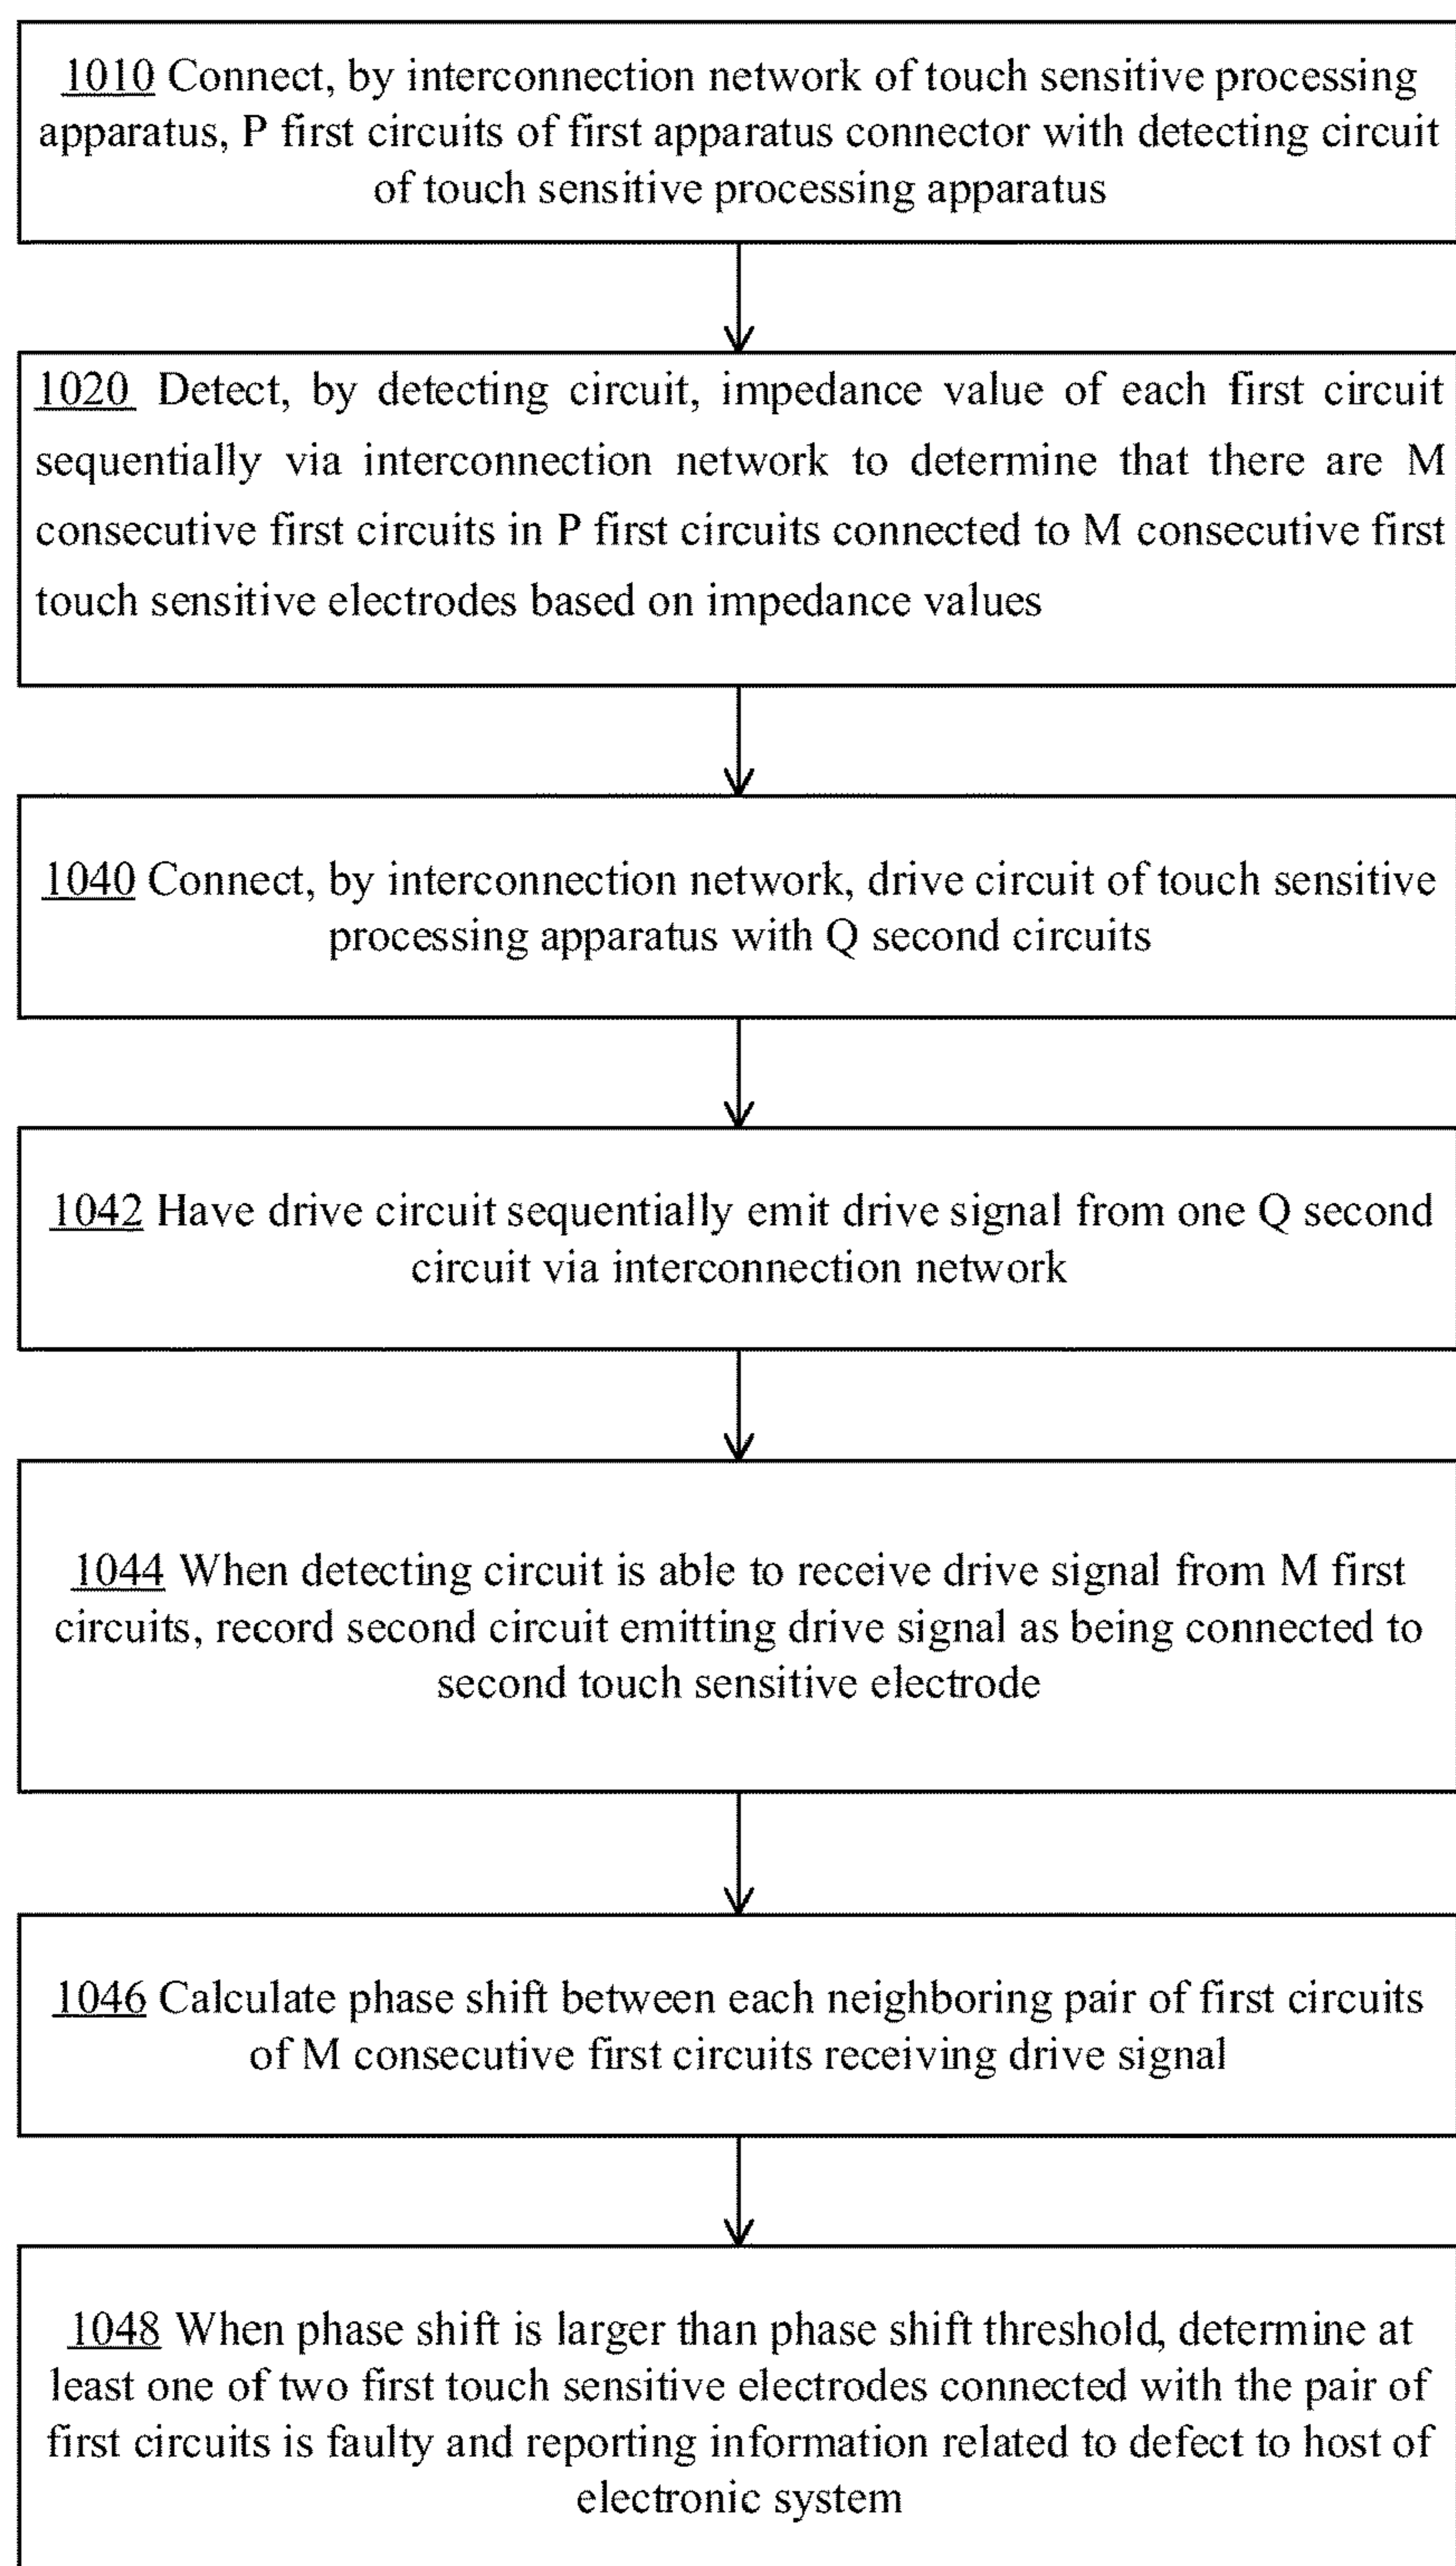 1010 Connect, by interconnection network of touch sensitive processing
apparatus, P first circuits of first apparatus connector with detecting circuit
of touch sensitive processing apparatus
1020 Detect, by detecting circuit, impedance value of each first circuit
sequentially via interconnection network to determine that there are M
consecutive first circuits in P first circuits connected to M consecutive first
touch sensitive electrodes based on impedance values
1040 Connect, by interconnection network, drive circuit of touch sensitive
processing apparatus with Q second circuits
1042 Have drive circuit sequentially emit drive signal from one Q second
circuit via interconnection network
1044 When detecting circuit is able to receive drive signal from M first
circuits, record second circuit emitting drive signal as being connected to
second touch sensitive electrode
1046 Calculate phase shift between each neighboring pair of first circuits
of M consecutive first circuits receiving drive signal
1048 When phase shift is larger than phase shift threshold, determine at
least one of two first touch sensitive electrodes connected with the pair of
first circuits is faulty and reporting information related to defect to host of
electronic system